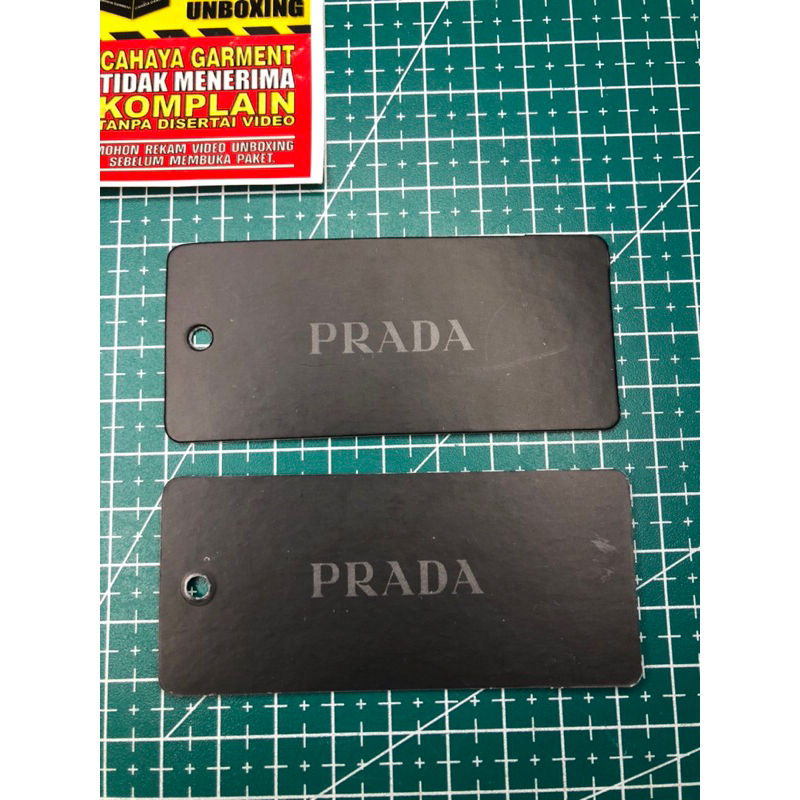 UNBOXING
CAHAYA GARMENT
TIDAK MENERIMA
KOMPLAIN
TANPA DISERTAI VIDEO
MOHON REKAM VIDEO UNBOXING
SEBELUM MEMBUKA PAKET.
PRADA
PRADA